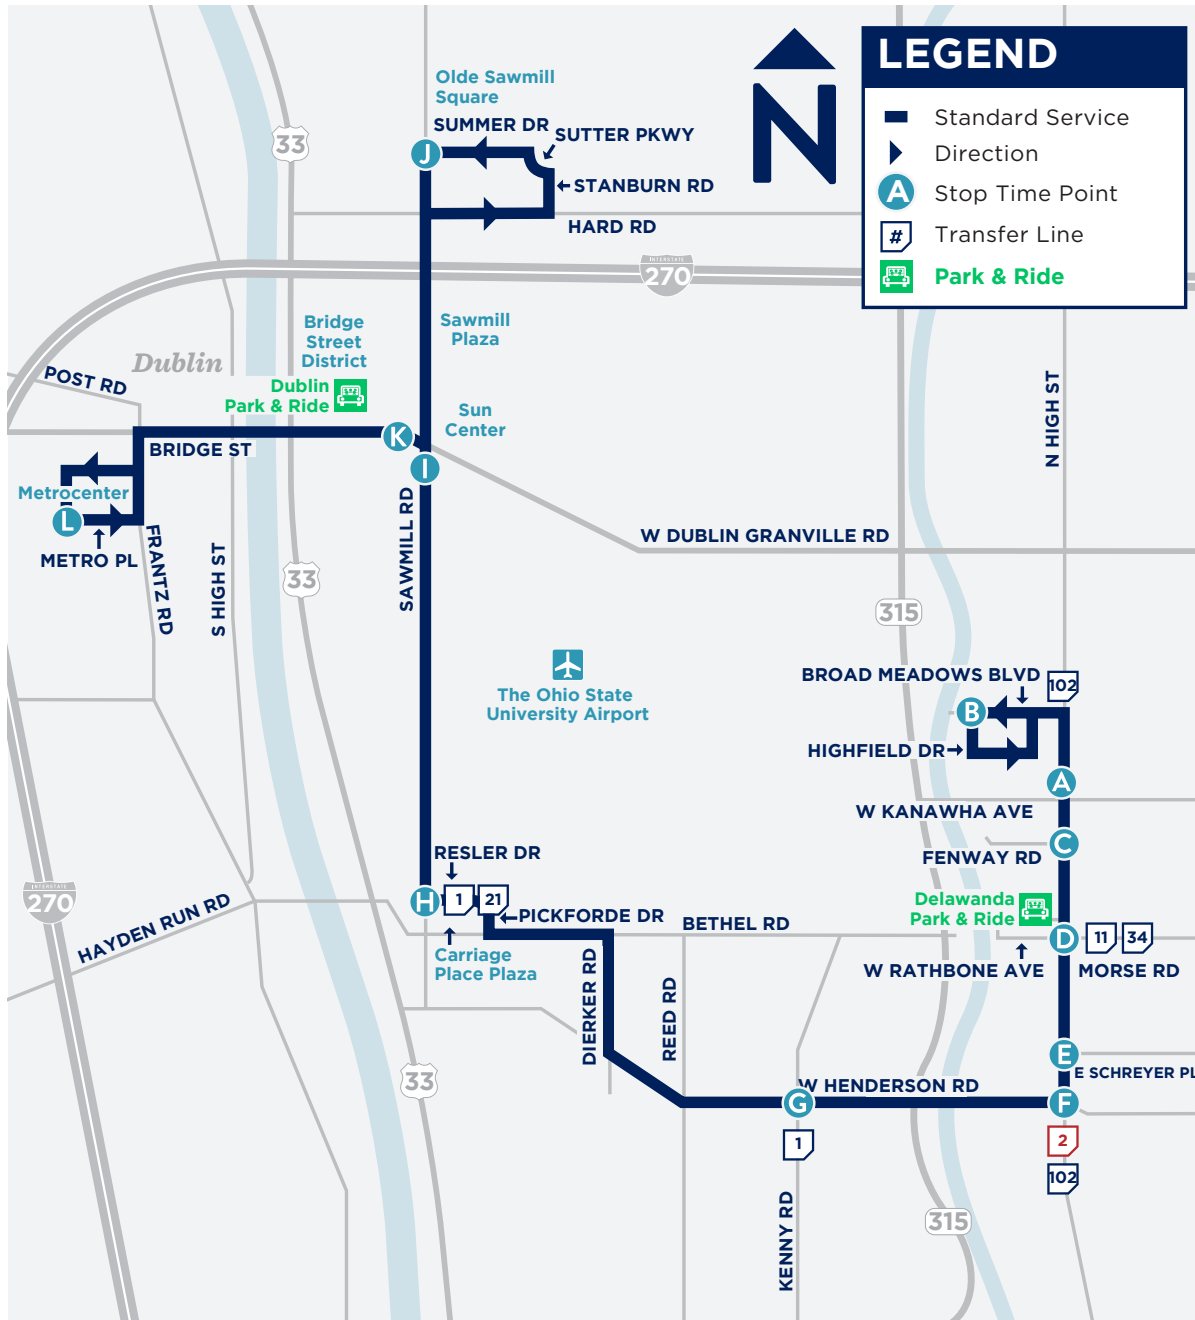 LEGEND
Standard Service
Direction
A
Stop Time Point
#
Transfer Line
Park & Ride
N
Olde Sawmill
Square
SUMMER DR
SUTTER PKWY
33
J
STANBURN RD
HARD RD
INTERSTATE
270
Bridge
Street
District
Sawmill
Plaza
Dublin
POST RD
Dublin
Park & Ride
Sun
Center
N HIGH ST
K
BRIDGE ST
I
Metrocenter
L
METRO PL
FRANTZ RD
S HIGH ST
SAWMILL RD
W DUBLIN GRANVILLE RD
33
315
The Ohio State
University Airport
BROAD MEADOWS BLVD
102
B
HIGHFIELD DR
A
W KANAWHA AVE
C
FENWAY RD
RESLER DR
INTERSTATE
270
HAYDEN RUN RD
H
1
21
PICKFORDE DR
BETHEL RD
Delawanda
Park & Ride
D
11
34
W RATHBONE AVE
MORSE RD
Carriage
Place Plaza
DIERKER RD
REED RD
E
E SCHREYER PL
33
W HENDERSON RD
G
F
1
2
102
KENNY RD
315